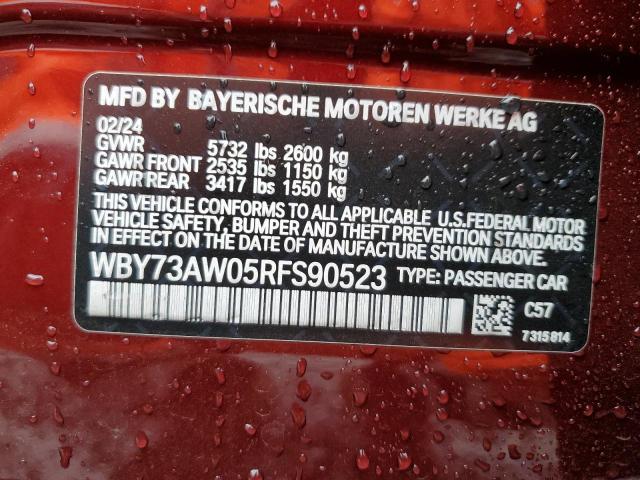 MFD BY BAYERISCHE MOTOREN WERKE AG
02/24
GVWR 5732 lbs 2600 kg
GAWR FRONT 2535 lbs 1150 kg
GAWR REAR 3417 lbs 1550 kg
THIS VEHICLE CONFORMS TO ALL APPLICABLE U.S.FEDERAL MOTOR
VEHICLE SAFETY, BUMPER AND THEFT PREVENTION STANDARDS
IN EFFECT ON THE DATE OF MANUFACTURE SHOWN ABOVE.
WBY73AW05RFS90523 TYPE: PASSENGER CAR
C57
7315814